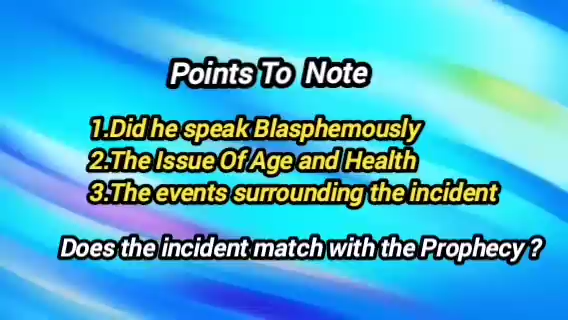 Points To Note
1.Did he speak Blasphemously
2.The Issue Of Age and Health
3.The events surrounding the incident
Does the incident match with the Prophecy ?